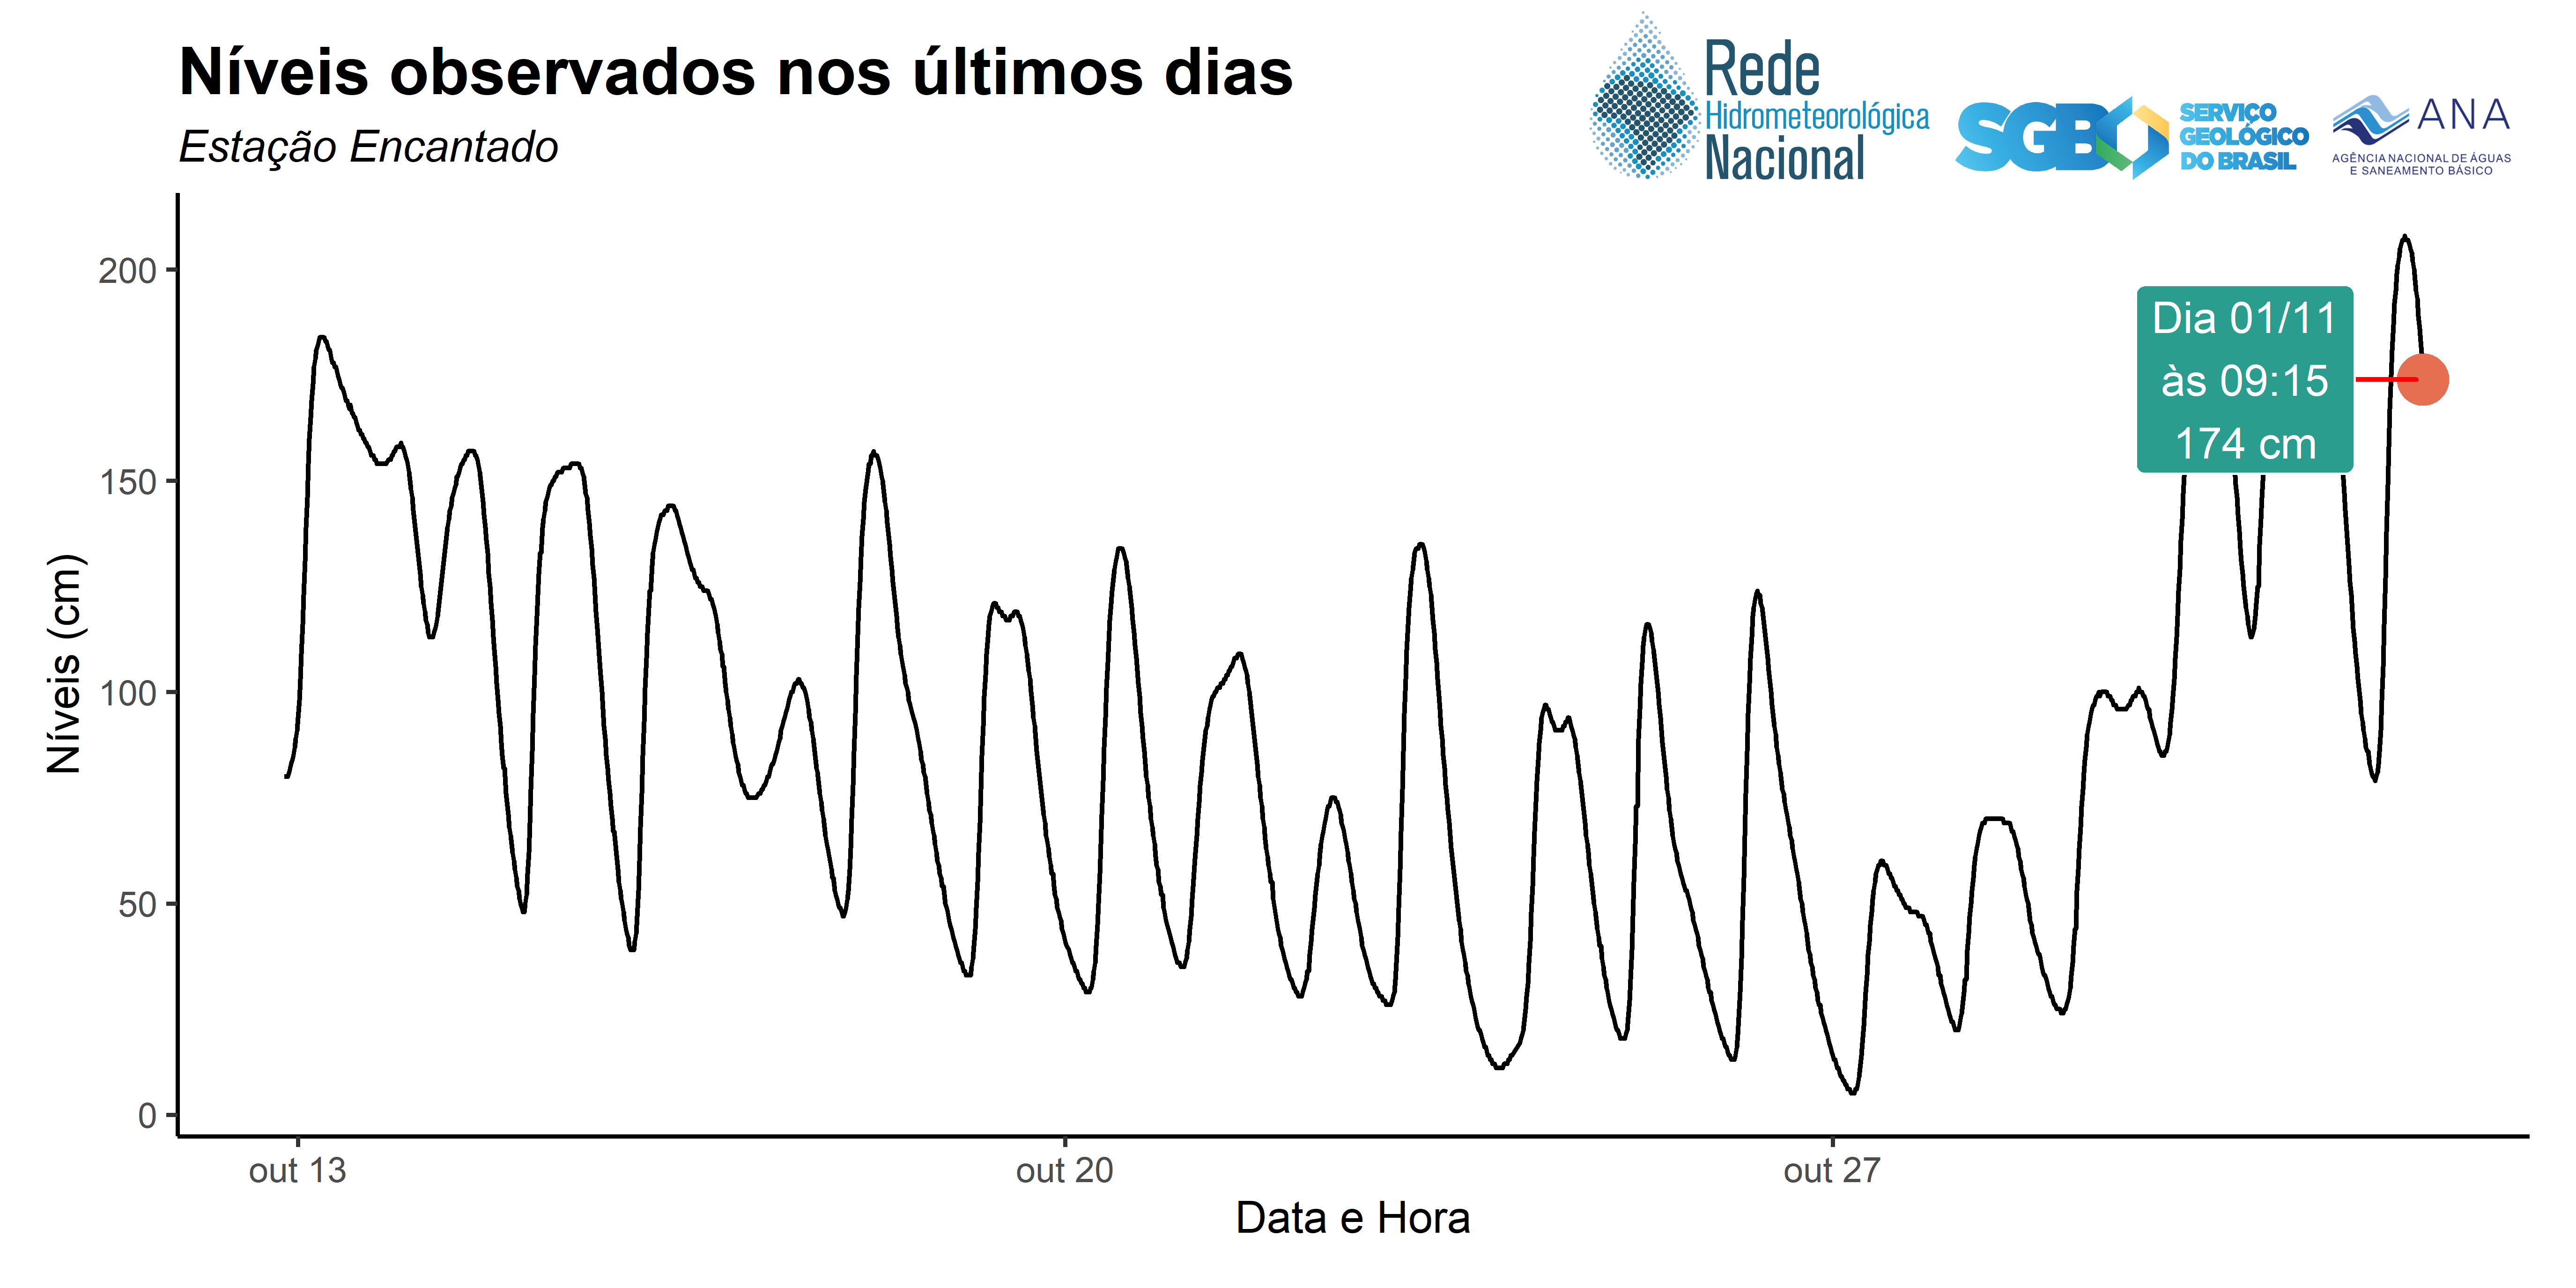 Níveis observados nos últimos dias
Estação Encantado
Rede
Hidrometeorológica
Nacional
SGB
SERVIÇO
GEOLÓGICO
DO BRASIL
ANA
AGÊNCIA NACIONAL DE ÁGUAS
E SANEAMENTO BÁSICO
Níveis (cm)
200
150
100
50
0
Dia 01/11
às 09:15
174 cm
out 13
out 20
out 27
Data e Hora